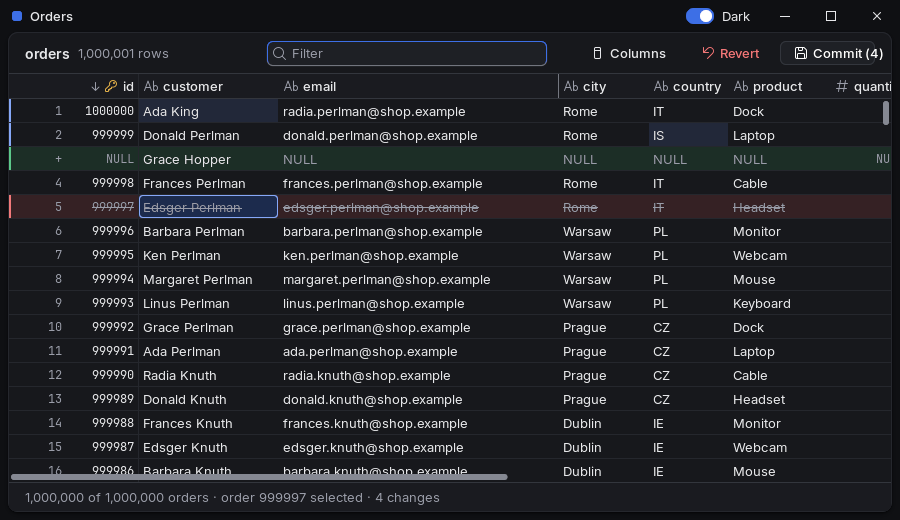 Orders Dark
orders 1,000,001 rows Filter Columns Revert Commit (4)
↓ id Ab customer Ab email Ab city Ab country Ab product # quanti
1 1000000 Ada King radia.perlman@shop.example Rome IT Dock
2 999999 Donald Perlman donald.perlman@shop.example Rome IS Laptop
+ NULL Grace Hopper NULL NULL NULL NULL NU
4 999998 Frances Perlman frances.perlman@shop.example Rome IT Cable
5 999997 Edsger Perlman edsger.perlman@shop.example Rome IT Headset
6 999996 Barbara Perlman barbara.perlman@shop.example Warsaw PL Monitor
7 999995 Ken Perlman ken.perlman@shop.example Warsaw PL Webcam
8 999994 Margaret Perlman margaret.perlman@shop.example Warsaw PL Mouse
9 999993 Linus Perlman linus.perlman@shop.example Warsaw PL Keyboard
10 999992 Grace Perlman grace.perlman@shop.example Prague CZ Dock
11 999991 Ada Perlman ada.perlman@shop.example Prague CZ Laptop
12 999990 Radia Knuth radia.knuth@shop.example Prague CZ Cable
13 999989 Donald Knuth donald.knuth@shop.example Prague CZ Headset
14 999988 Frances Knuth frances.knuth@shop.example Dublin IE Monitor
15 999987 Edsger Knuth edsger.knuth@shop.example Dublin IE Webcam
16 999986 Barbara Knuth barbara.knuth@shop.example Dublin IE Mouse
1,000,000 of 1,000,000 orders · order 999997 selected · 4 changes